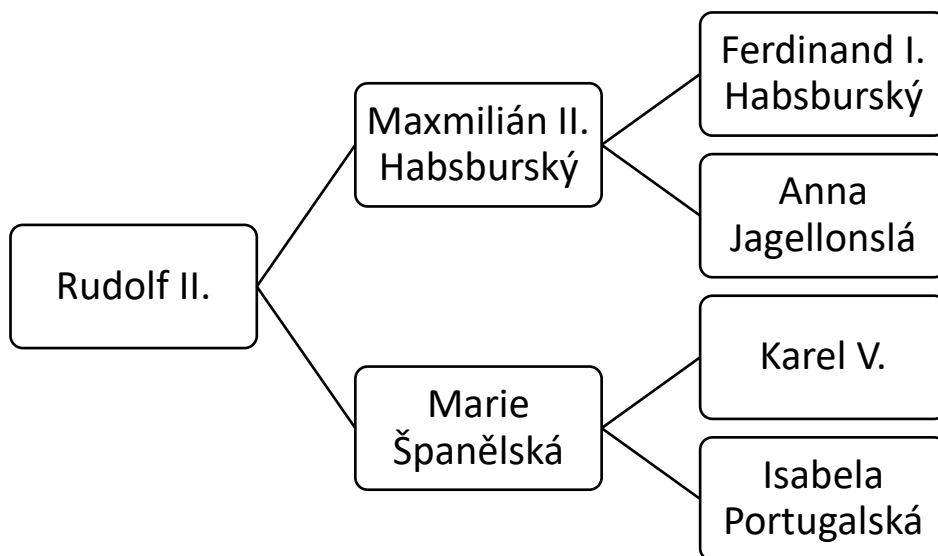 Ferdinand I.
Habsburský
Maxmilián II.
Habsburský
Anna
Jagellonslá
Rudolf II.
Karel V.
Marie
Španělská
Isabela
Portugalská